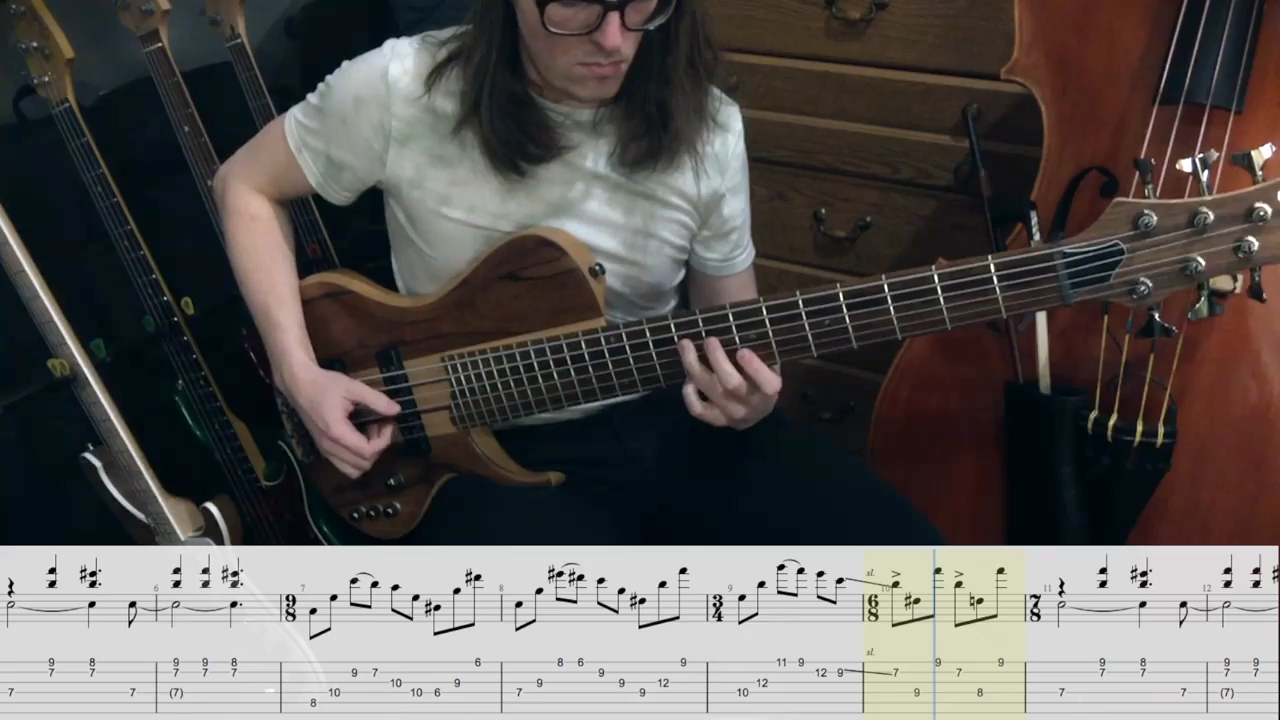 sl.
6 7 8 9 10 11 12
9 3 6 7
8 4 8 8
sl.
9 8 9 9 8 6 8 6 9 11 9 9 9 9 8 9 9
7 7 7 7 7 9 7 9 12 9 7 7 7 7 7 7
10 9 9 9 12 12
7 7 (7) 10 10 6 7 9 10 9 8 7 7 (7)
8